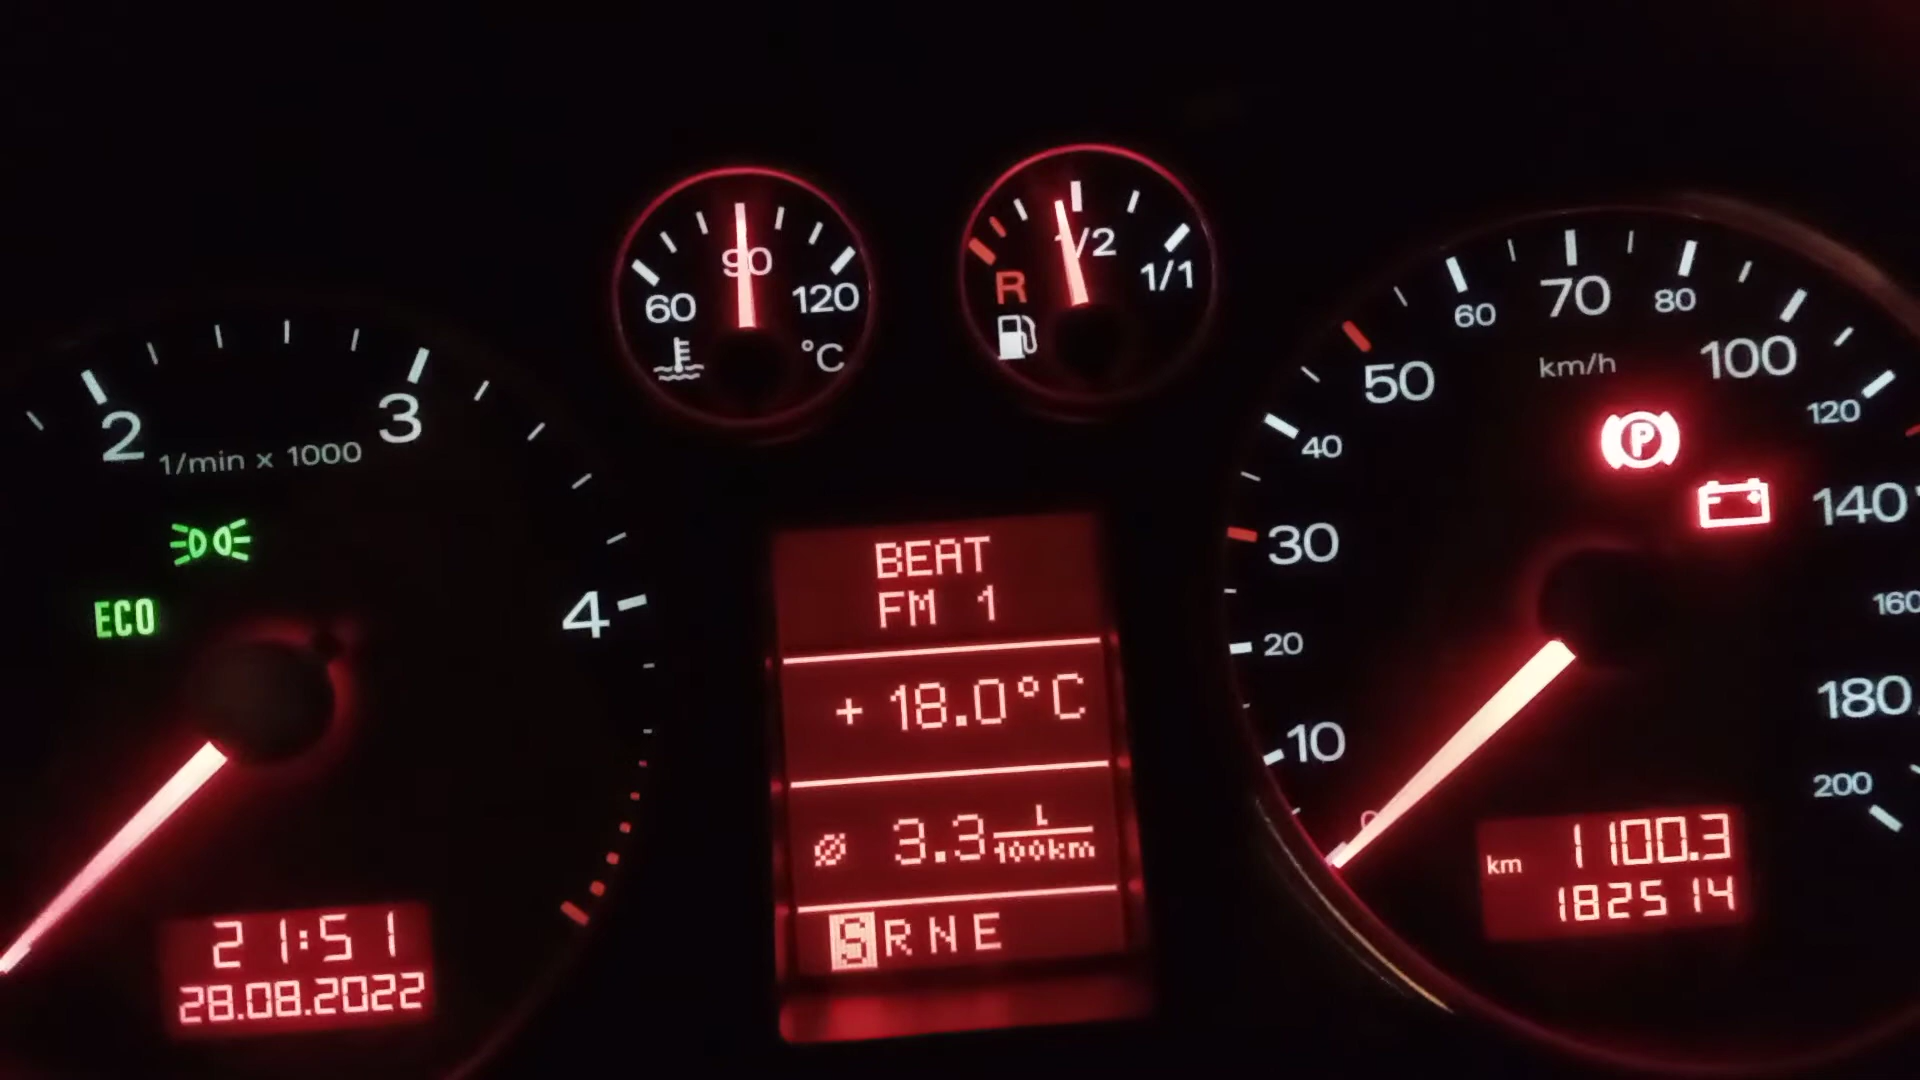 2
1/min x 1000
3
4
ECO
21:51
28.08.2022
60
90
120
°C
R
1/2
1/1
BEAT
FM 1
+18.0°C
ø 3.3 L/100km
S R N E
10
20
30
40
50
60
70
80
100
120
140
160
180
200
km/h
P
0
km 1100.3
182514